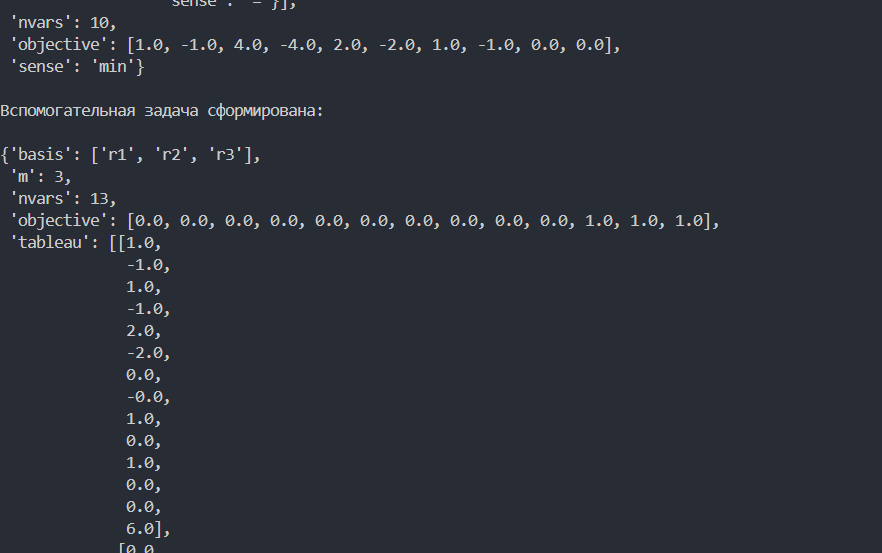 'sense': '='}],
'nvars': 10,
'objective': [1.0, -1.0, 4.0, -4.0, 2.0, -2.0, 1.0, -1.0, 0.0, 0.0],
'sense': 'min'}
Вспомогательная задача сформирована:
{'basis': ['r1', 'r2', 'r3'],
'm': 3,
'nvars': 13,
'objective': [0.0, 0.0, 0.0, 0.0, 0.0, 0.0, 0.0, 0.0, 0.0, 0.0, 1.0, 1.0, 1.0],
'tableau': [[1.0,
-1.0,
1.0,
-1.0,
2.0,
-2.0,
0.0,
-0.0,
1.0,
0.0,
1.0,
0.0,
0.0,
6.0],
[0.0,